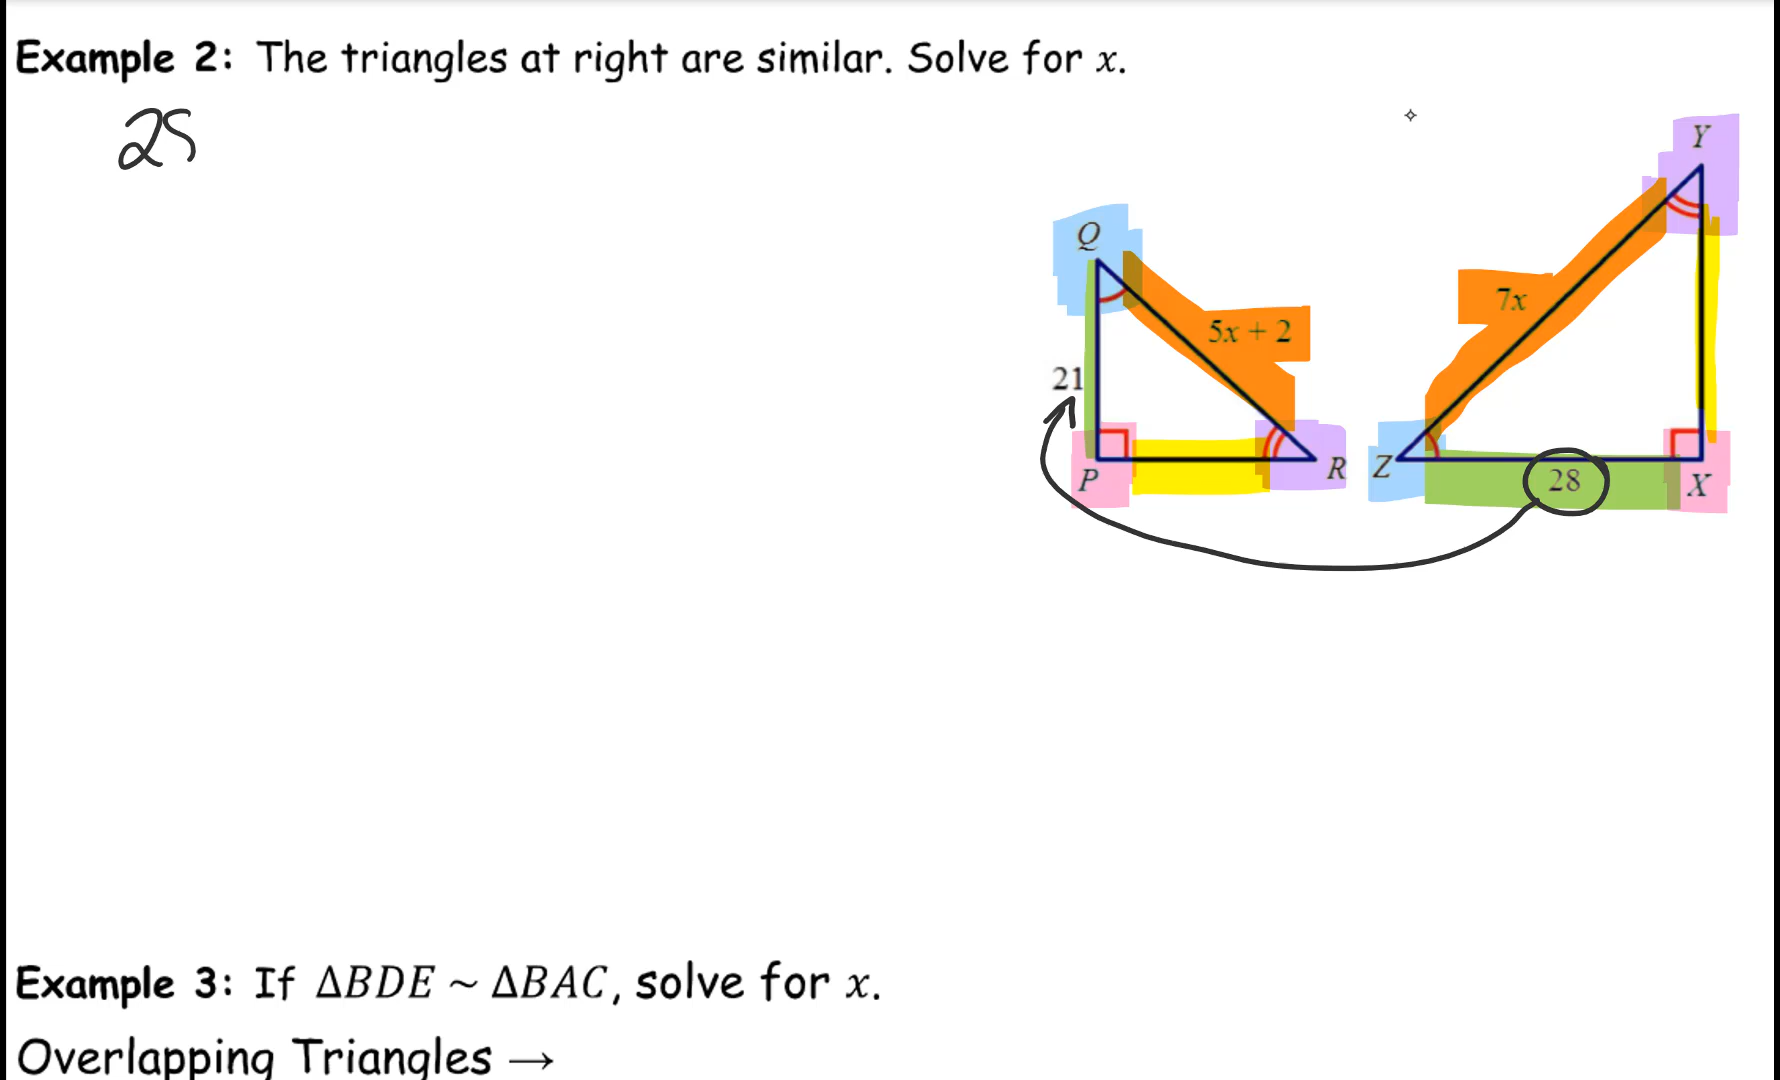 Example 2: The triangles at right are similar. Solve for x.
Y
Q
7x
5x + 2
21
P
R
Z
28
X
Example 3: If ΔBDE ~ ΔBAC, solve for x.
Overlapping Triangles →